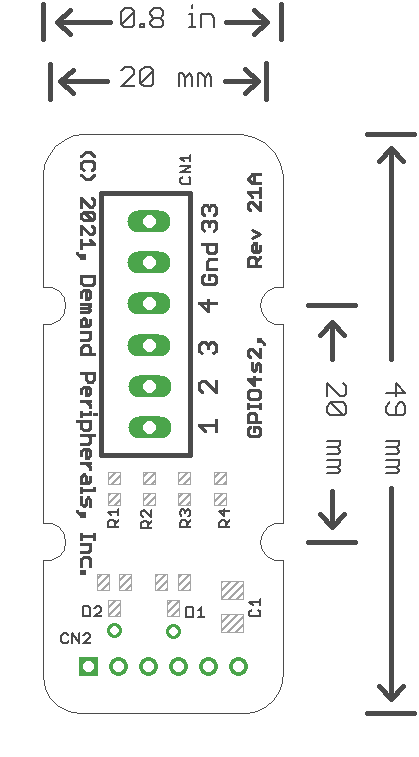 0.8 in
20 mm
(C) 2021, Demand Peripherals, Inc.
CN1
1 2 3 4 Gnd 33
GPIO4s2, Rev 21A
20 mm
49 mm
R1 R2 R3 R4
D2 D1 C1
CN2